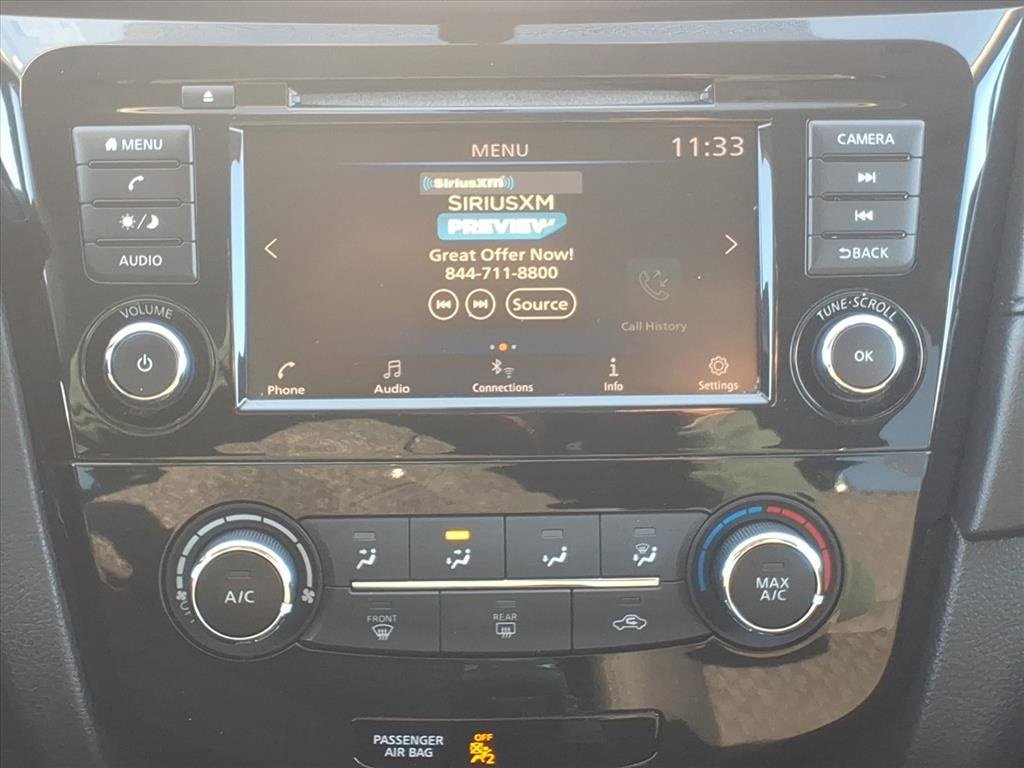 MENU
AUDIO
VOLUME
MENU
11:33
((SiriusXM))
SIRIUSXM
PREVIEW
Great Offer Now!
844-711-8800
Source
Call History
Phone
Audio
Connections
Info
Settings
CAMERA
BACK
TUNE·SCROLL
OK
A/C
FRONT
REAR
MAX
A/C
PASSENGER
AIR BAG
OFF
2